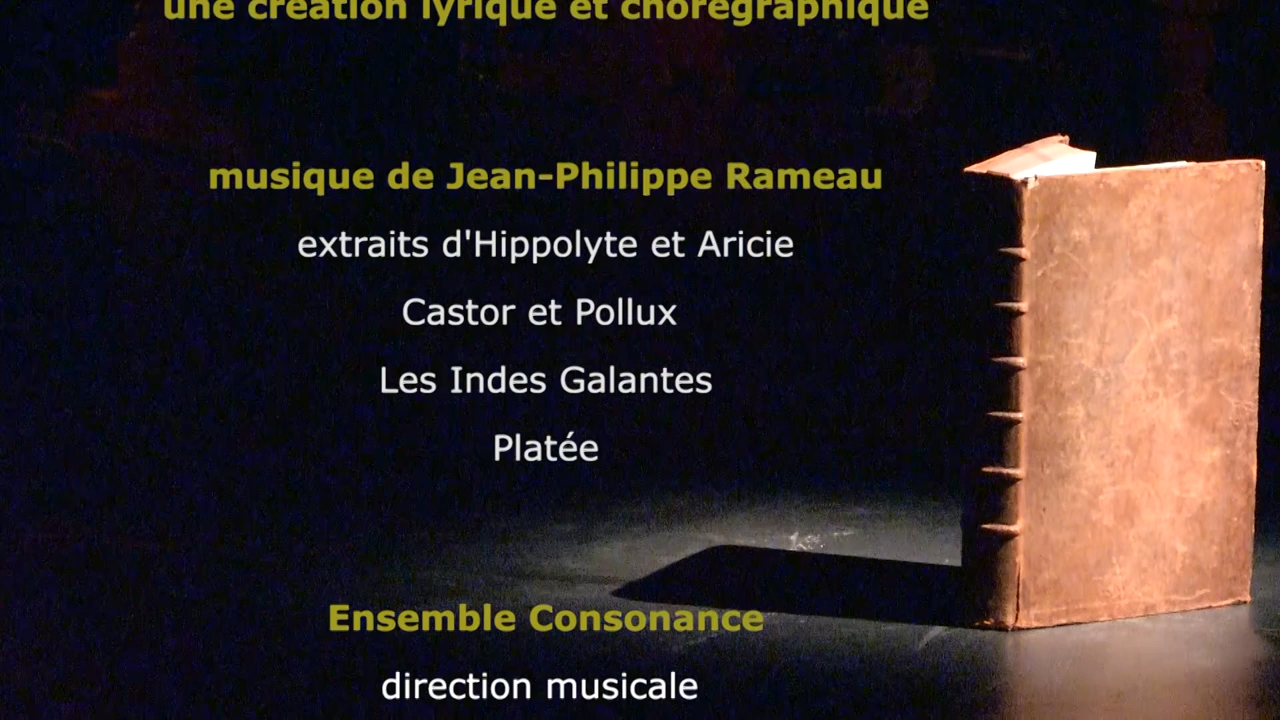 une création lyrique et chorégraphique
musique de Jean-Philippe Rameau
extraits d'Hippolyte et Aricie
Castor et Pollux
Les Indes Galantes
Platée
Ensemble Consonance
direction musicale